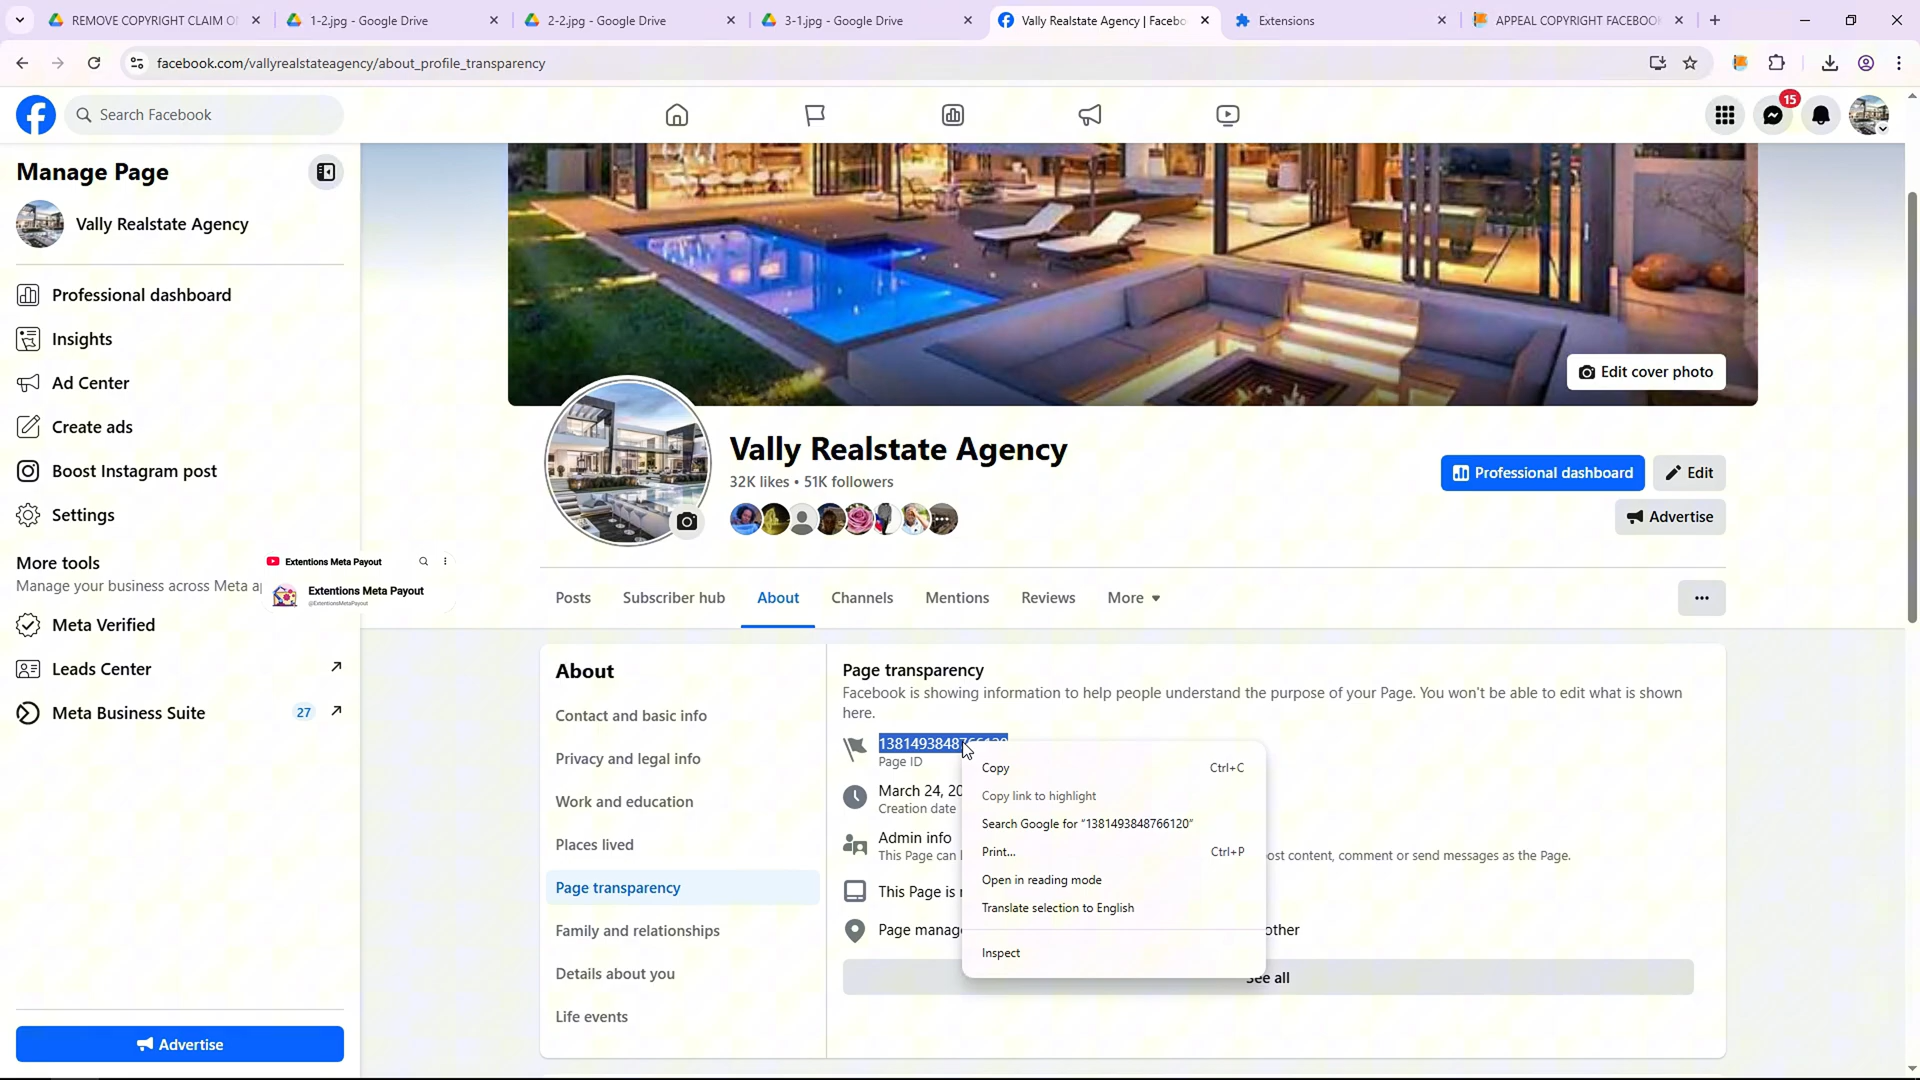 REMOVE COPYRIGHT CLAIM O
1-2.jpg - Google Drive
2-2.jpg - Google Drive
3-1.jpg - Google Drive
Vally Realstate Agency | Facebo
Extensions
APPEAL COPYRIGHT FACEBOOK
facebook.com/vallyrealstateagency/about_profile_transparency
Search Facebook
15
Manage Page
Vally Realstate Agency
Professional dashboard
Insights
Ad Center
Create ads
Boost Instagram post
Settings
More tools
Manage your business across Meta a
Extentions Meta Payout
Extentions Meta Payout
@ExtentionsMetaPayout
Meta Verified
Leads Center
Meta Business Suite
27
Advertise
Edit cover photo
Vally Realstate Agency
32K likes • 51K followers
Professional dashboard
Edit
Advertise
Posts
Subscriber hub
About
Channels
Mentions
Reviews
More
About
Contact and basic info
Privacy and legal info
Work and education
Places lived
Page transparency
Family and relationships
Details about you
Life events
Page transparency
Facebook is showing information to help people understand the purpose of your Page. You won't be able to edit what is shown
here.
1381493848766120
Page ID
March 24, 20
Creation date
Admin info
This Page can
ost content, comment or send messages as the Page.
This Page is
Page manag
other
See all
Copy
Ctrl+C
Copy link to highlight
Search Google for “1381493848766120”
Print...
Ctrl+P
Open in reading mode
Translate selection to English
Inspect